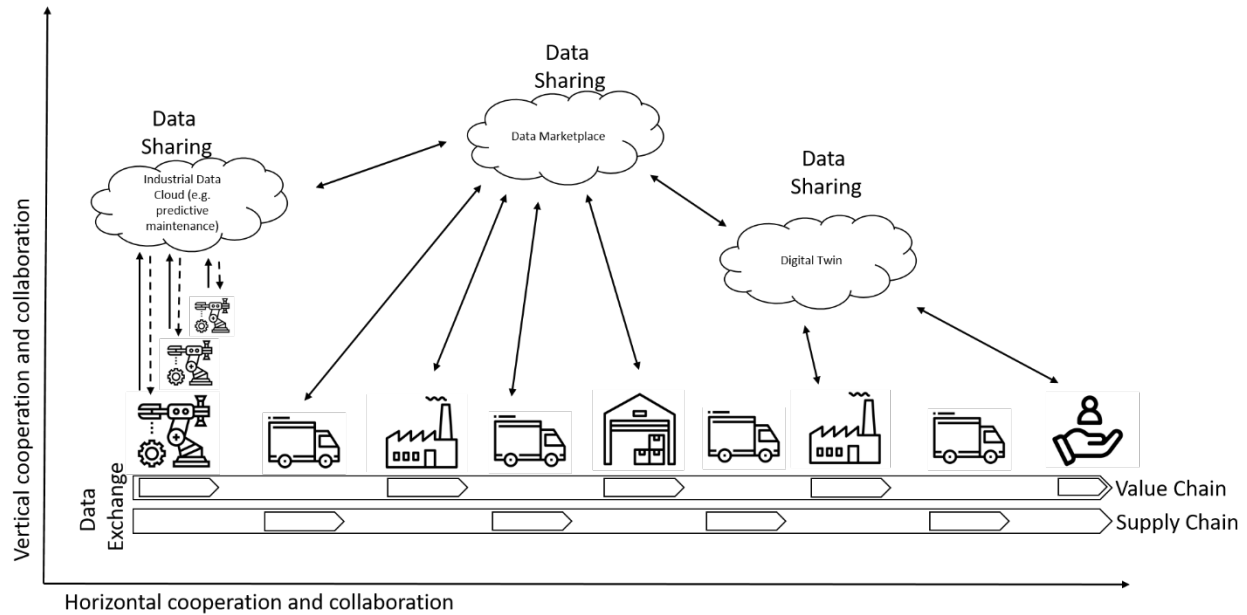 Data
Sharing
Data Marketplace
Data
Sharing
Industrial Data
Cloud (e.g.
predictive
maintenance)
Data
Sharing
Digital Twin
Vertical cooperation and collaboration
Data
Exchange
Value Chain
Supply Chain
Horizontal cooperation and collaboration